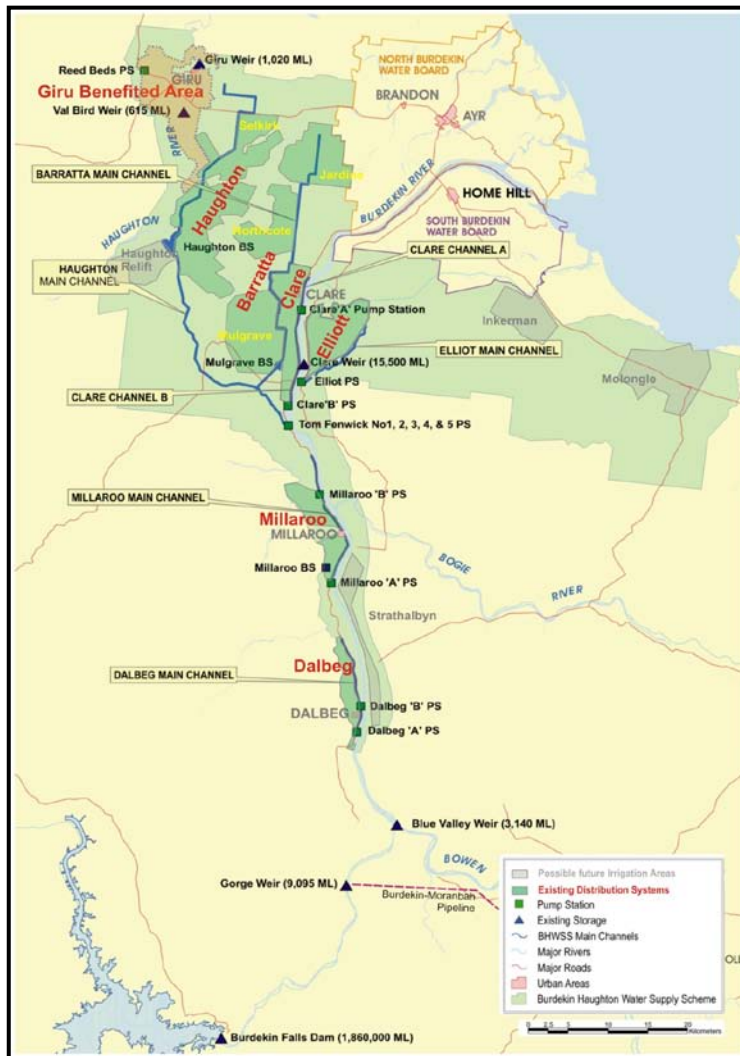 Giru Weir (1,020 ML)
Reed Beds PS
GIRU
Giru Benefited Area
Val Bird Weir (615 ML)
NORTH BURDEKIN
WATER BOARD
BRANDON
AYR
RIVER
Selkirk
BARRATTA MAIN CHANNEL
Haughton
Jardine
BURDEKIN RIVER
HOME HILL
SOUTH BURDEKIN
WATER BOARD
HAUGHTON
Northcote
Haughton BS
Haughton
Relift
CLARE CHANNEL A
HAUGHTON
MAIN CHANNEL
Barratta
Clare
CLARE
Clare'A' Pump Station
Elliott
Inkerman
Mulgrave
ELLIOT MAIN CHANNEL
Mulgrave BS
Clare Weir (15,500 ML)
Molongle
Elliot PS
CLARE CHANNEL B
Clare'B' PS
Tom Fenwick No1, 2, 3, 4, & 5 PS
Millaroo 'B' PS
MILLAROO MAIN CHANNEL
Millaroo
MILLAROO
BOGIE
RIVER
Millaroo BS
Millaroo 'A' PS
Strathalbyn
Dalbeg
DALBEG MAIN CHANNEL
Dalbeg 'B' PS
DALBEG
Dalbeg 'A' PS
Blue Valley Weir (3,140 ML)
BOWEN
Gorge Weir (9,095 ML)
Burdekin-Moranbah
Pipeline
Possible future Irrigation Areas
Existing Distribution Systems
Pump Station
Existing Storage
BHWSS Main Channels
Major Rivers
Major Roads
Urban Areas
Burdekin Haughton Water Supply Scheme
0 2.5 5 10 15 20
Kilometers
Burdekin Falls Dam (1,860,000 ML)